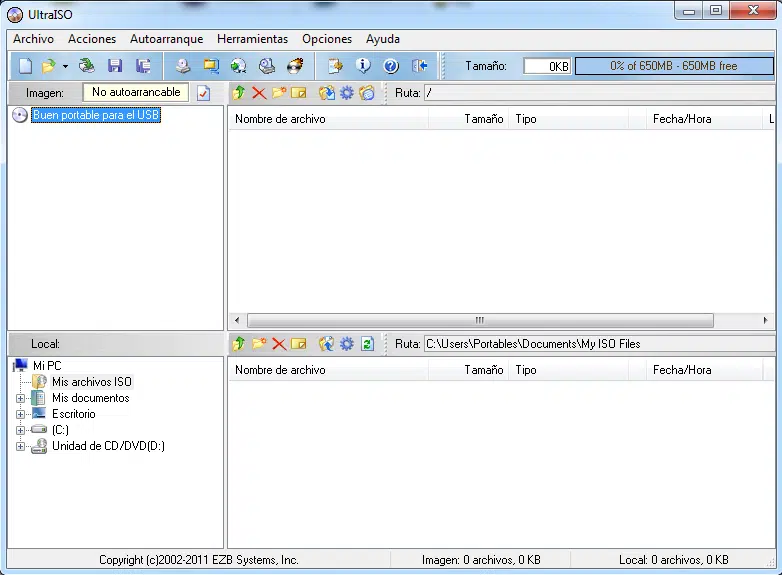 UltraISO
Archivo Acciones Autoarranque Herramientas Opciones Ayuda
Tamaño: 0KB 0% of 650MB - 650MB free
Imagen: No autoarrancable Ruta: /
Buen portable para el USB
Nombre de archivo Tamaño Tipo Fecha/Hora L
Local: Ruta: C:\Users\Portables\Documents\My ISO Files
Nombre de archivo Tamaño Tipo Fecha/Hora
Mi PC
Mis archivos ISO
Mis documentos
Escritorio
(C:)
Unidad de CD/DVD(D:)
Copyright (c)2002-2011 EZB Systems, Inc. Imagen: 0 archivos, 0 KB Local: 0 archivos, 0 KB